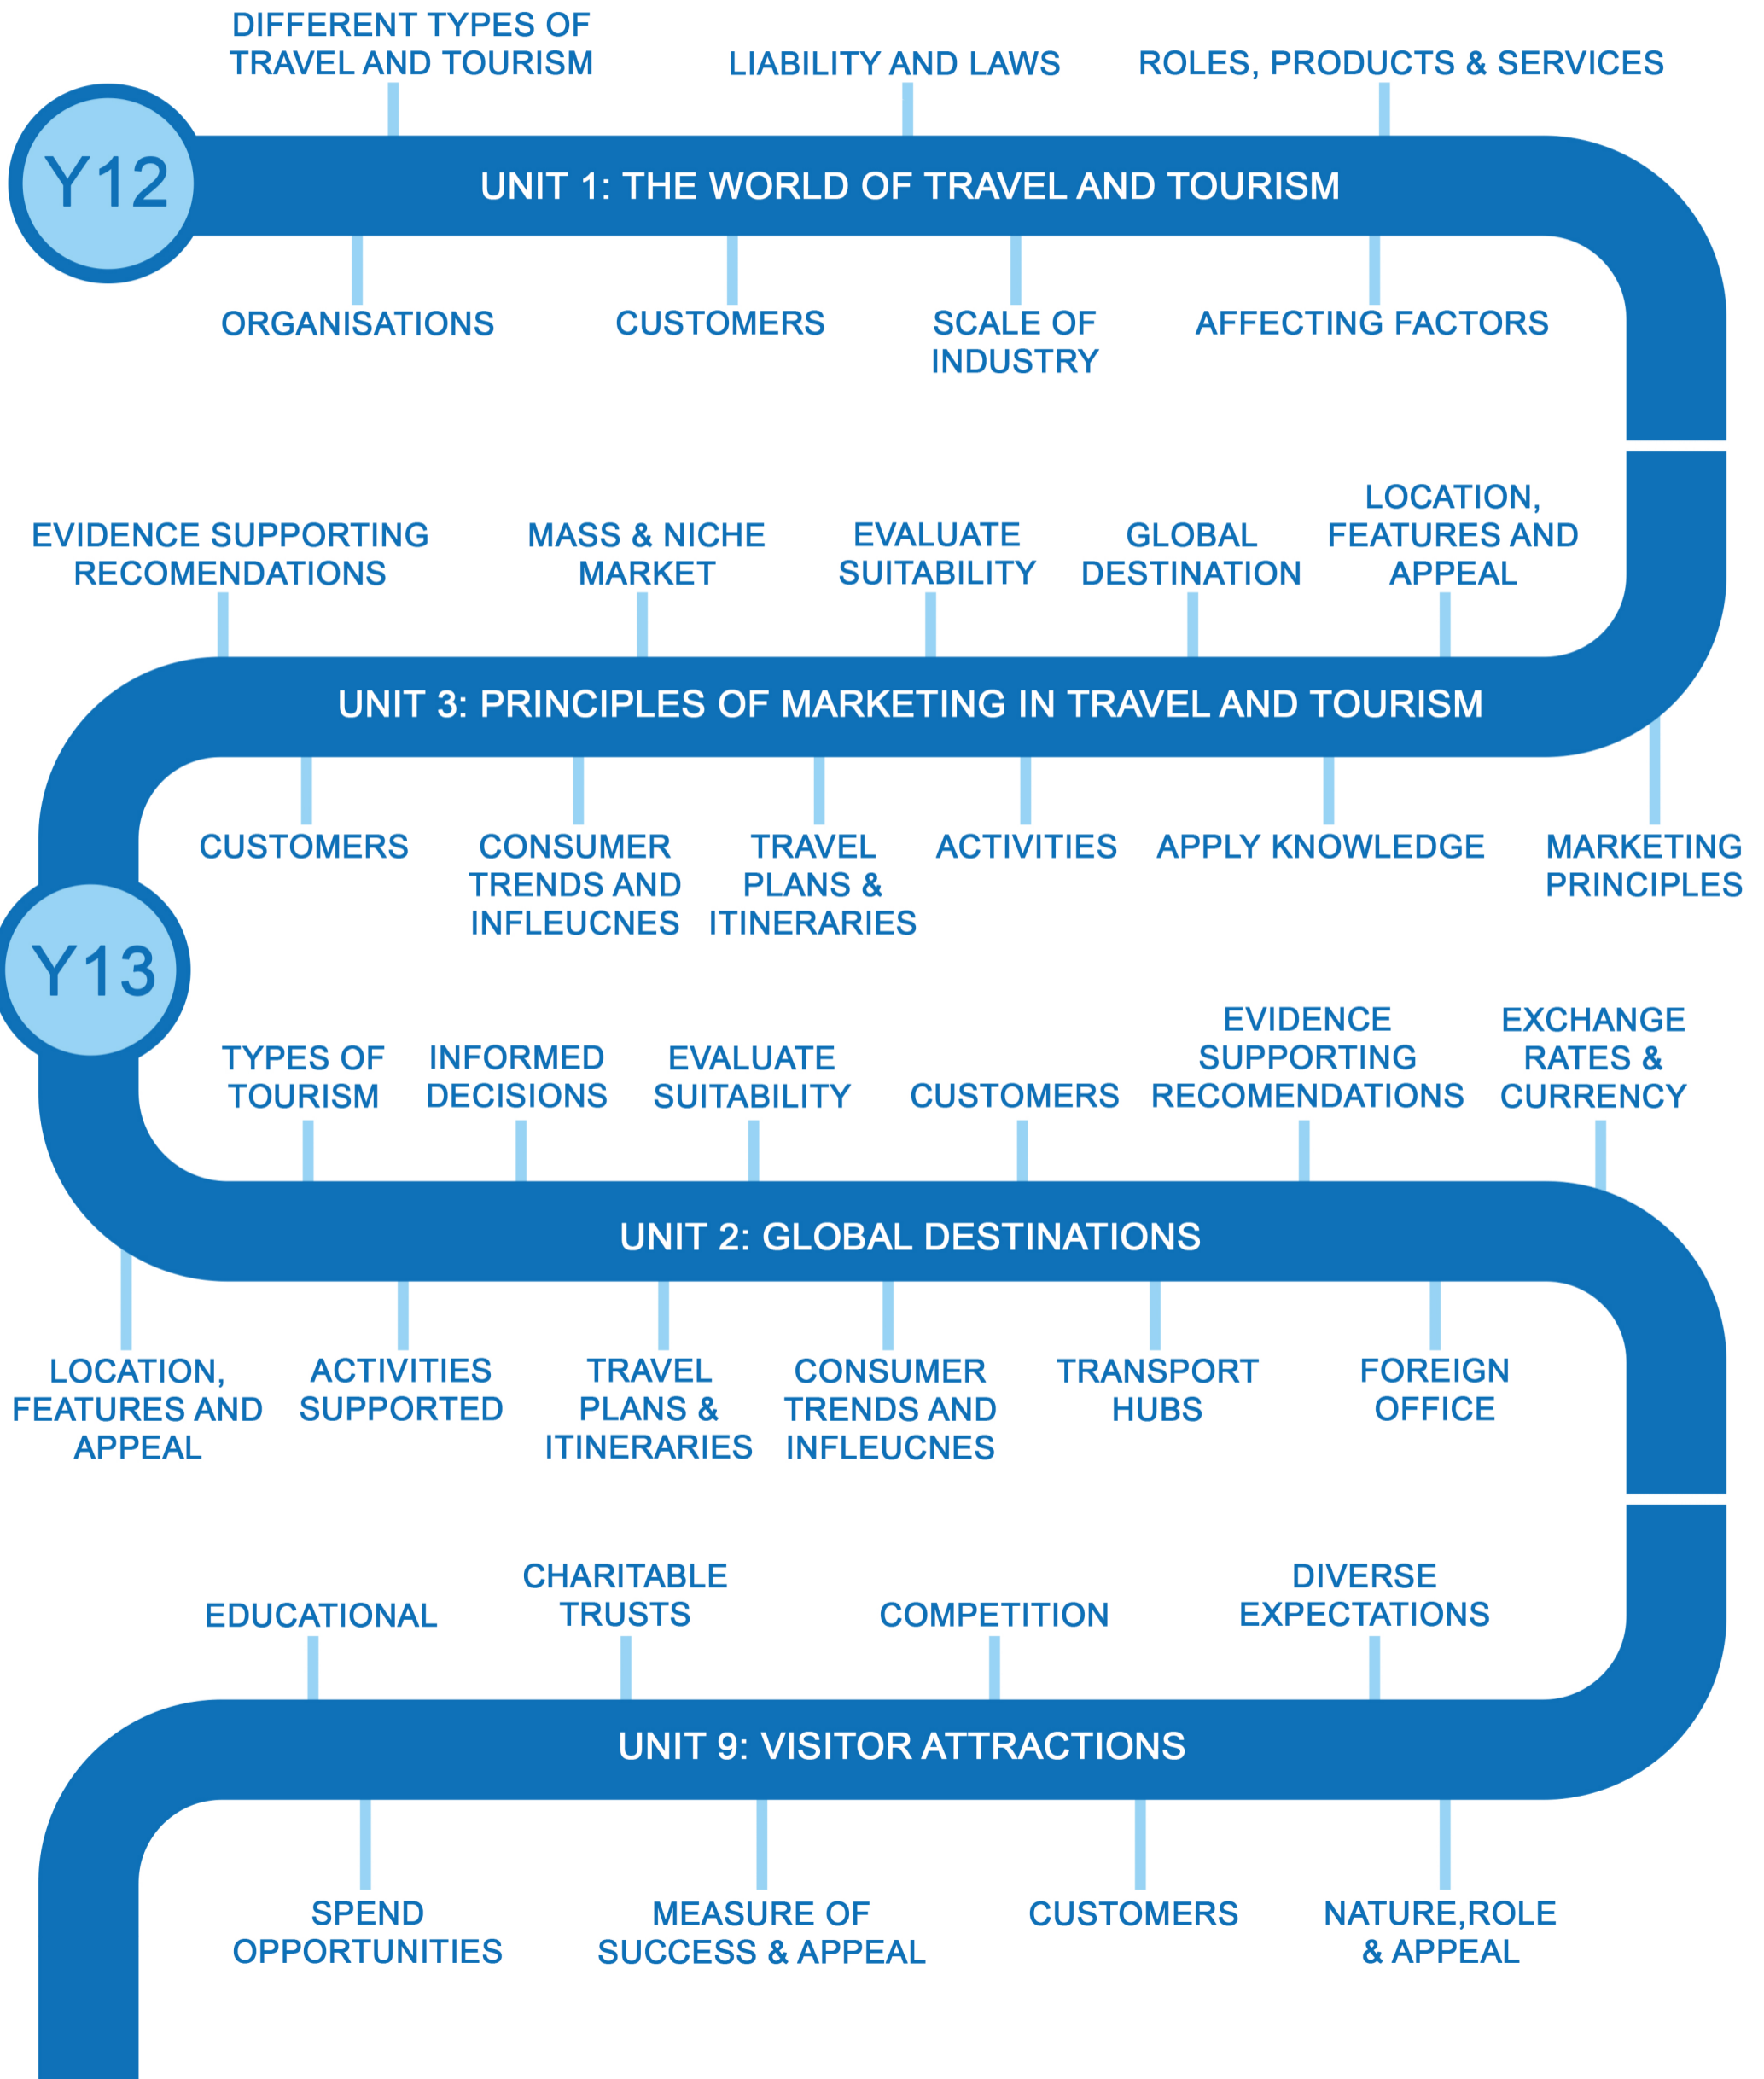 DIFFERENT TYPES OF
TRAVEL AND TOURISM
LIABILITY AND LAWS
ROLES, PRODUCTS & SERVICES
Y12
UNIT 1: THE WORLD OF TRAVEL AND TOURISM
ORGANISATIONS
CUSTOMERS
SCALE OF
INDUSTRY
AFFECTING FACTORS
EVIDENCE SUPPORTING
RECOMENDATIONS
MASS & NICHE
MARKET
EVALUATE
SUITABILITY
GLOBAL
DESTINATION
LOCATION,
FEATURES AND
APPEAL
UNIT 3: PRINCIPLES OF MARKETING IN TRAVEL AND TOURISM
CUSTOMERS
CONSUMER
TRENDS AND
INFLEUCNES
TRAVEL
PLANS &
ITINERARIES
ACTIVITIES
APPLY KNOWLEDGE
MARKETING
PRINCIPLES
Y13
TYPES OF
TOURISM
INFORMED
DECISIONS
EVALUATE
SUITABILITY
CUSTOMERS
EVIDENCE
SUPPORTING
RECOMENDATIONS
EXCHANGE
RATES &
CURRENCY
UNIT 2: GLOBAL DESTINATIONS
LOCATION,
FEATURES AND
APPEAL
ACTIVITIES
SUPPORTED
TRAVEL
PLANS &
ITINERARIES
CONSUMER
TRENDS AND
INFLEUCNES
TRANSPORT
HUBS
FOREIGN
OFFICE
EDUCATIONAL
CHARITABLE
TRUSTS
COMPETITION
DIVERSE
EXPECTATIONS
UNIT 9: VISITOR ATTRACTIONS
SPEND
OPPORTUNITIES
MEASURE OF
SUCCESS & APPEAL
CUSTOMERS
NATURE,ROLE
& APPEAL